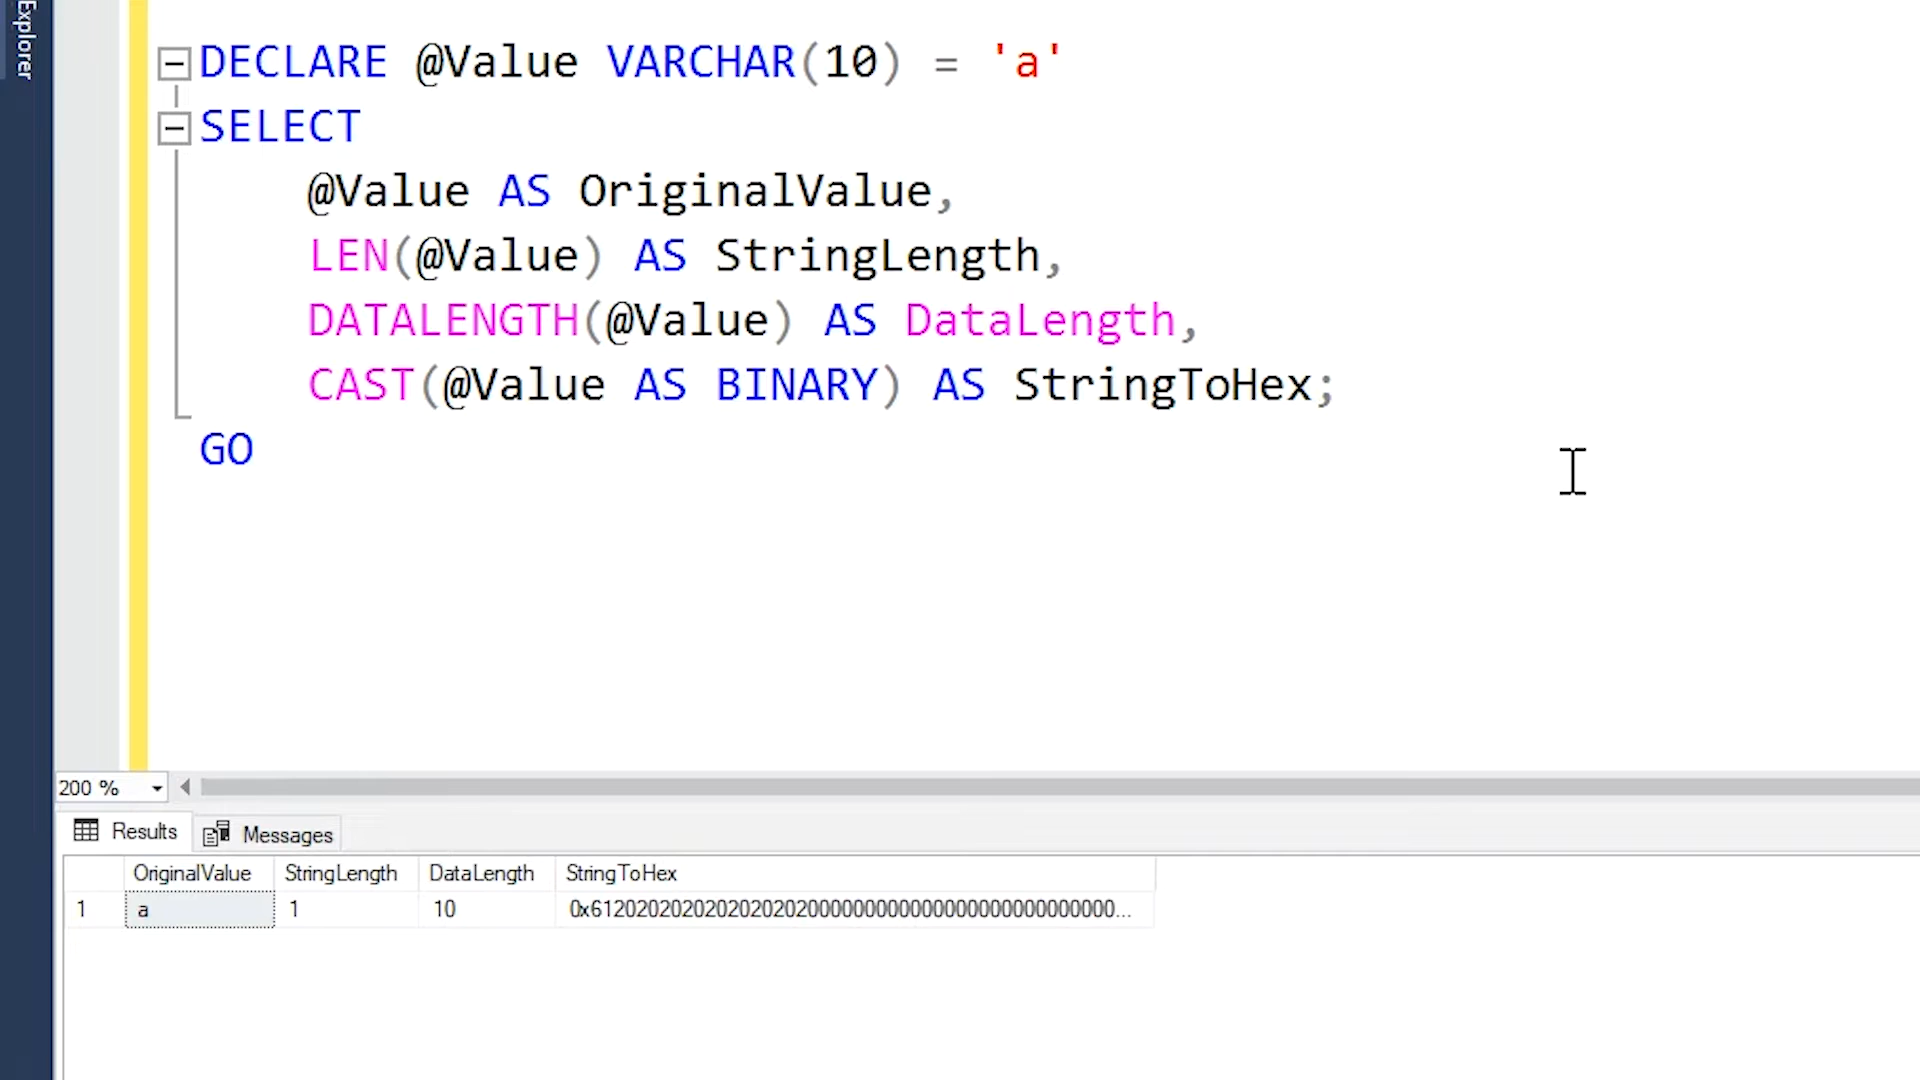 Explorer
DECLARE @Value VARCHAR(10) = 'a'
SELECT
@Value AS OriginalValue,
LEN(@Value) AS StringLength,
DATALENGTH(@Value) AS DataLength,
CAST(@Value AS BINARY) AS StringToHex;
GO
200 %
Results Messages
OriginalValue StringLength DataLength StringToHex
1 a 1 10 0x6120202020202020202000000000000000000000000000...